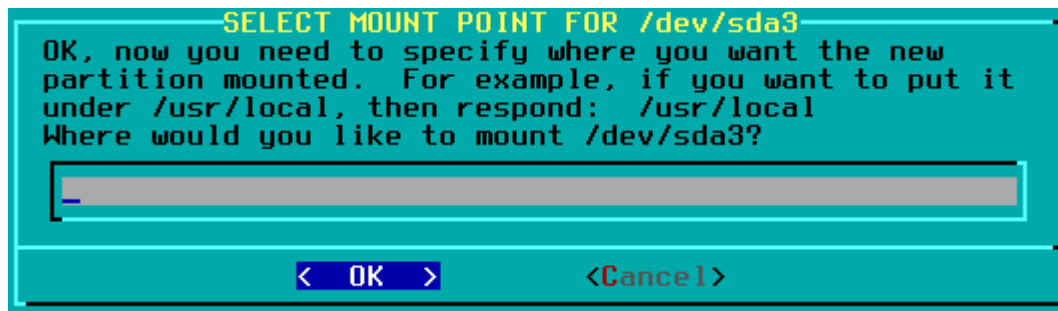 SELECT MOUNT POINT FOR /dev/sda3
OK, now you need to specify where you want the new
partition mounted.  For example, if you want to put it
under /usr/local, then respond:  /usr/local
Where would you like to mount /dev/sda3?
<  OK  >    <Cancel>